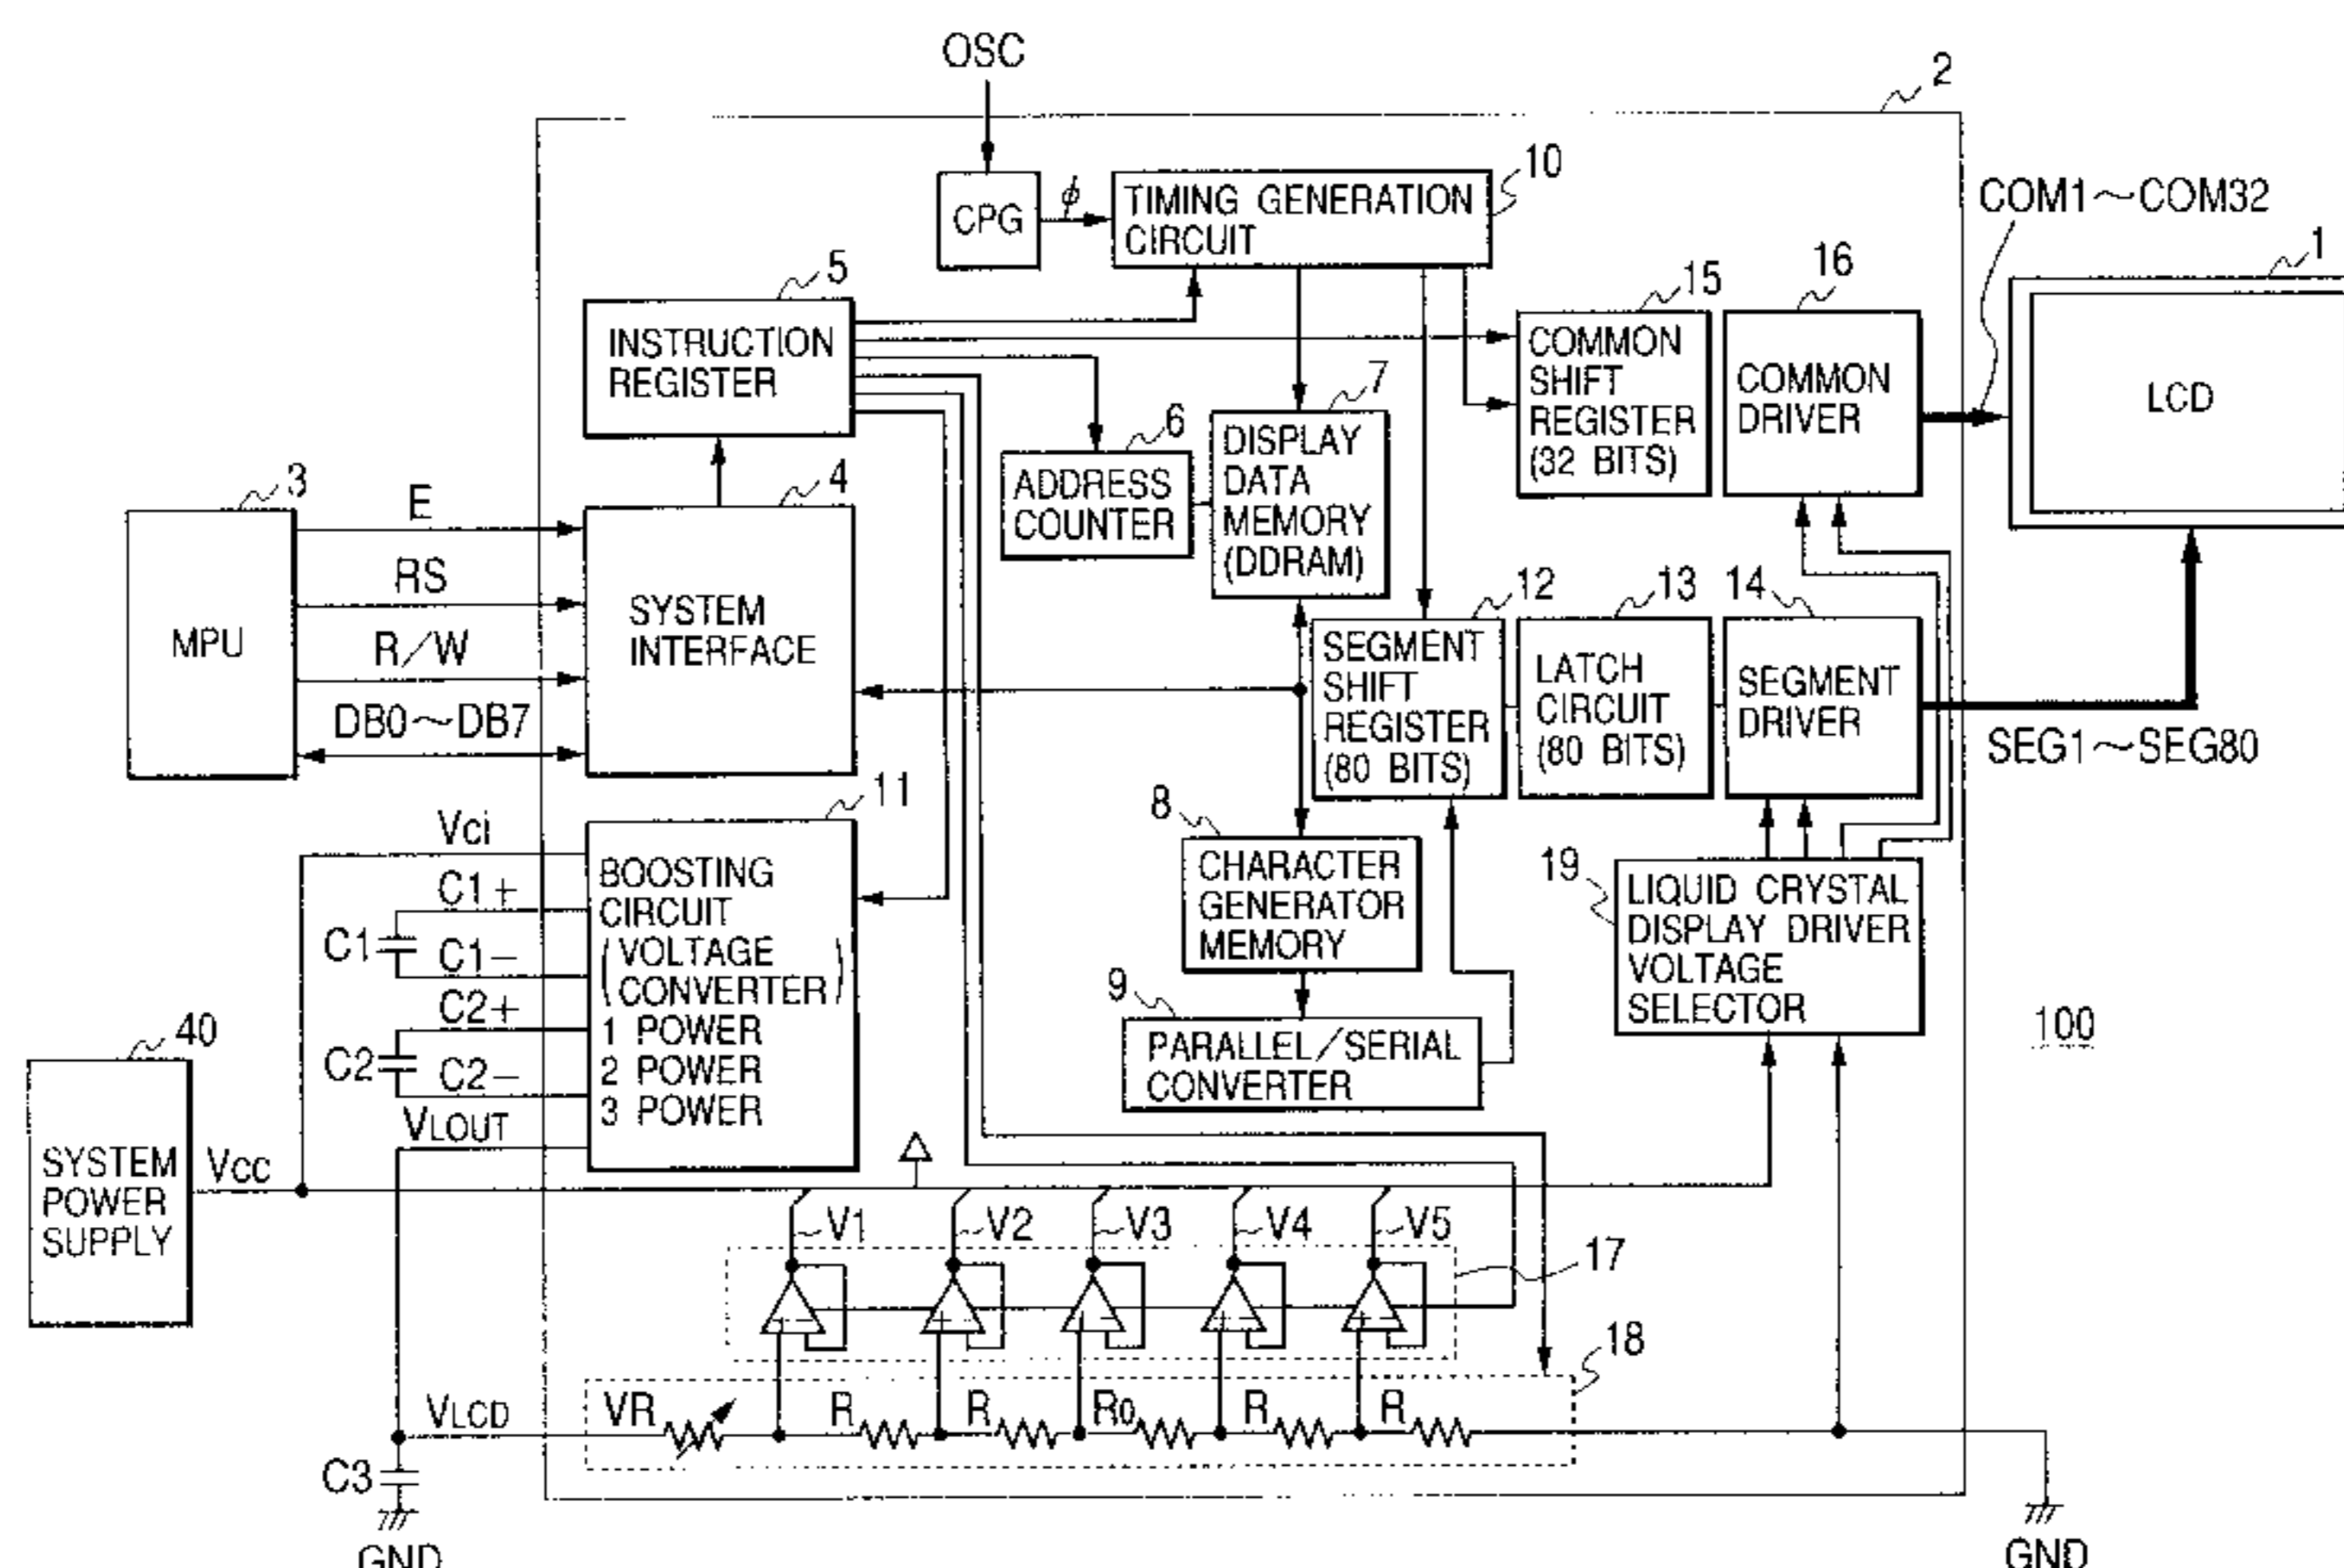 OSC
2
10
CPG
ϕ
TIMING GENERATION
CIRCUIT
COM1~COM32
5
15
16
1
INSTRUCTION
REGISTER
COMMON
SHIFT
REGISTER
(32 BITS)
COMMON
DRIVER
LCD
7
6
DISPLAY
DATA
MEMORY
(DDRAM)
ADDRESS
COUNTER
3
E
4
RS
MPU
R/W
DB0~DB7
SYSTEM
INTERFACE
12
13
14
SEGMENT
SHIFT
REGISTER
(80 BITS)
LATCH
CIRCUIT
(80 BITS)
SEGMENT
DRIVER
SEG1~SEG80
11
Vci
C1+
C1
C1-
C2+
C2
C2-
VLOUT
BOOSTING
CIRCUIT
(VOLTAGE
CONVERTER)
1 POWER
2 POWER
3 POWER
8
CHARACTER
GENERATOR
MEMORY
9
PARALLEL/SERIAL
CONVERTER
19
LIQUID CRYSTAL
DISPLAY DRIVER
VOLTAGE
SELECTOR
100
40
SYSTEM
POWER
SUPPLY
Vcc
V1
V2
V3
V4
V5
17
+ -
+ -
+ -
+ -
+ -
18
VLCD
VR
R
R
R0
R
R
C3
GND
GND